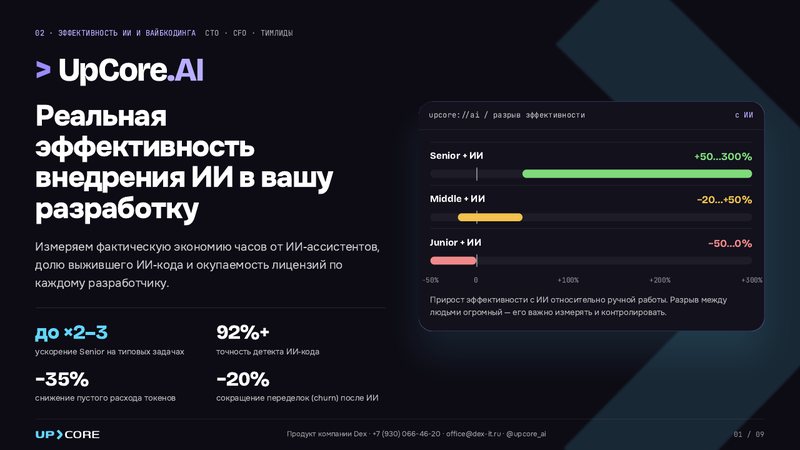 02 · ЭФФЕКТИВНОСТЬ ИИ И ВАЙБКОДИНГА CTO · CFO · ТИМЛИДЫ
> UpCore.AI
Реальная
эффективность
внедрения ИИ в вашу
разработку
Измеряем фактическую экономию часов от ИИ-ассистентов,
долю выжившего ИИ-кода и окупаемость лицензий по
каждому разработчику.
до ×2–3
ускорение Senior на типовых задачах
92%+
точность детекта ИИ-кода
−35%
снижение пустого расхода токенов
−20%
сокращение переделок (churn) после ИИ
upcore://ai / разрыв эффективности с ИИ
Senior + ИИ +50…300%
Middle + ИИ −20…+50%
Junior + ИИ −50…0%
-50% 0 +100% +200% +300%
Прирост эффективности с ИИ относительно ручной работы. Разрыв между
людьми огромный — его важно измерять и контролировать.
UP>CORE
Продукт компании Dex · +7 (930) 066-46-20 · office@dex-it.ru · @upcore_ai
01 / 09